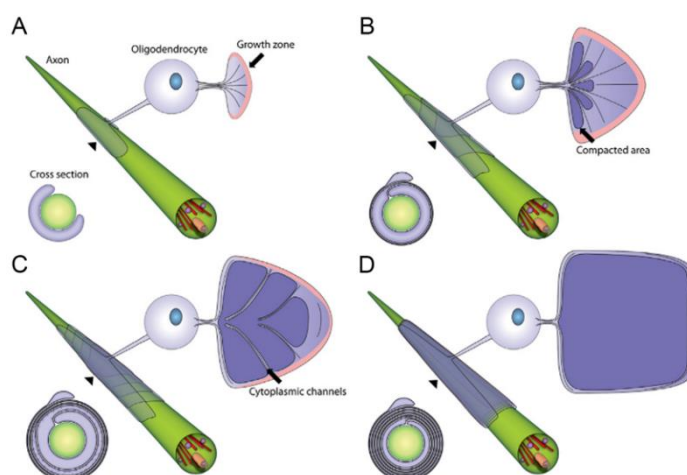 A
Axon
Oligodendrocyte
Growth zone
Cross section
B
Compacted area
C
Cytoplasmic channels
D